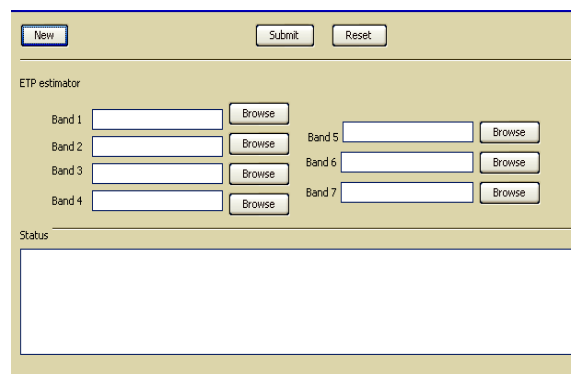 New Submit Reset
ETP estimator
Band 1 Browse
Band 2 Browse
Band 3 Browse
Band 4 Browse
Band 5 Browse
Band 6 Browse
Band 7 Browse
Status